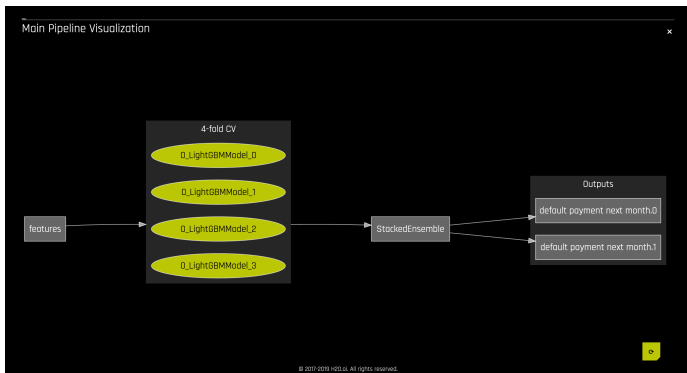 Main Pipeline Visualization
×
4-fold CV
0_LightGBMModel_0
0_LightGBMModel_1
0_LightGBMModel_2
0_LightGBMModel_3
features
StackedEnsemble
Outputs
default payment next month.0
default payment next month.1
© 2017-2019 H2O.ai. All rights reserved.